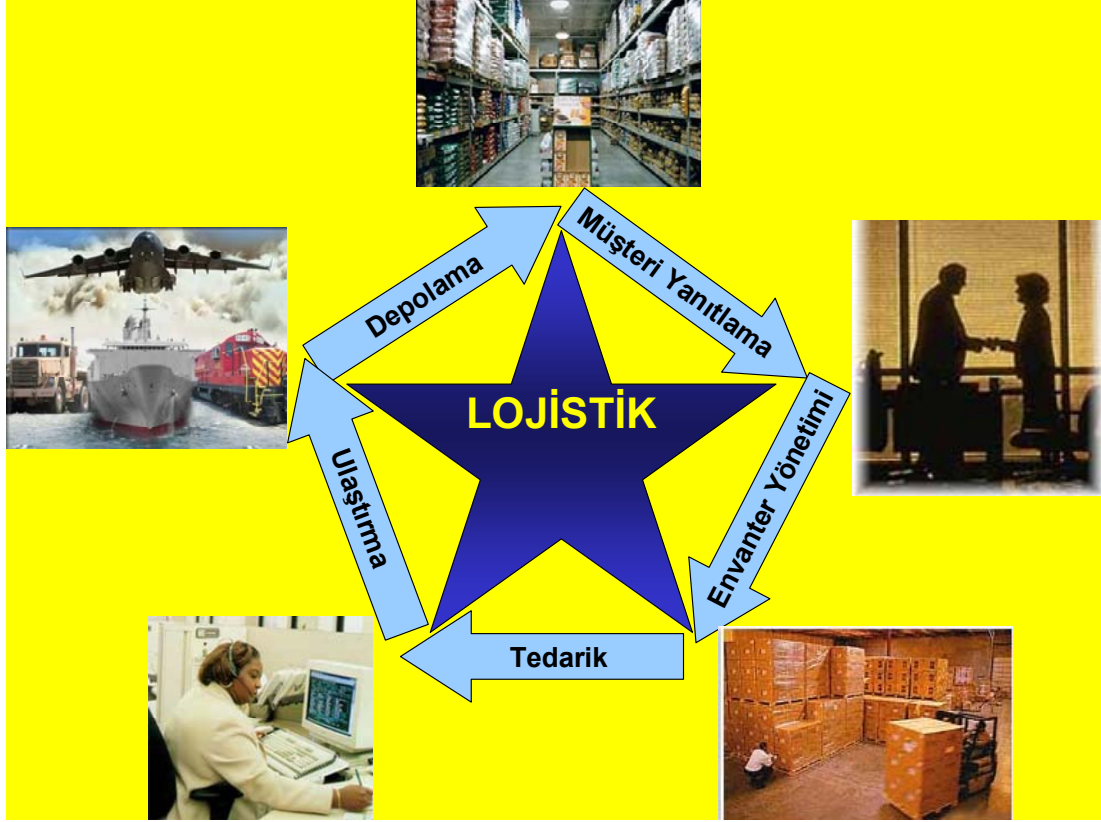 Müşteri Yanıtlama
Depolama
LOJİSTİK
Envanter Yönetimi
Ulaştırma
Tedarik